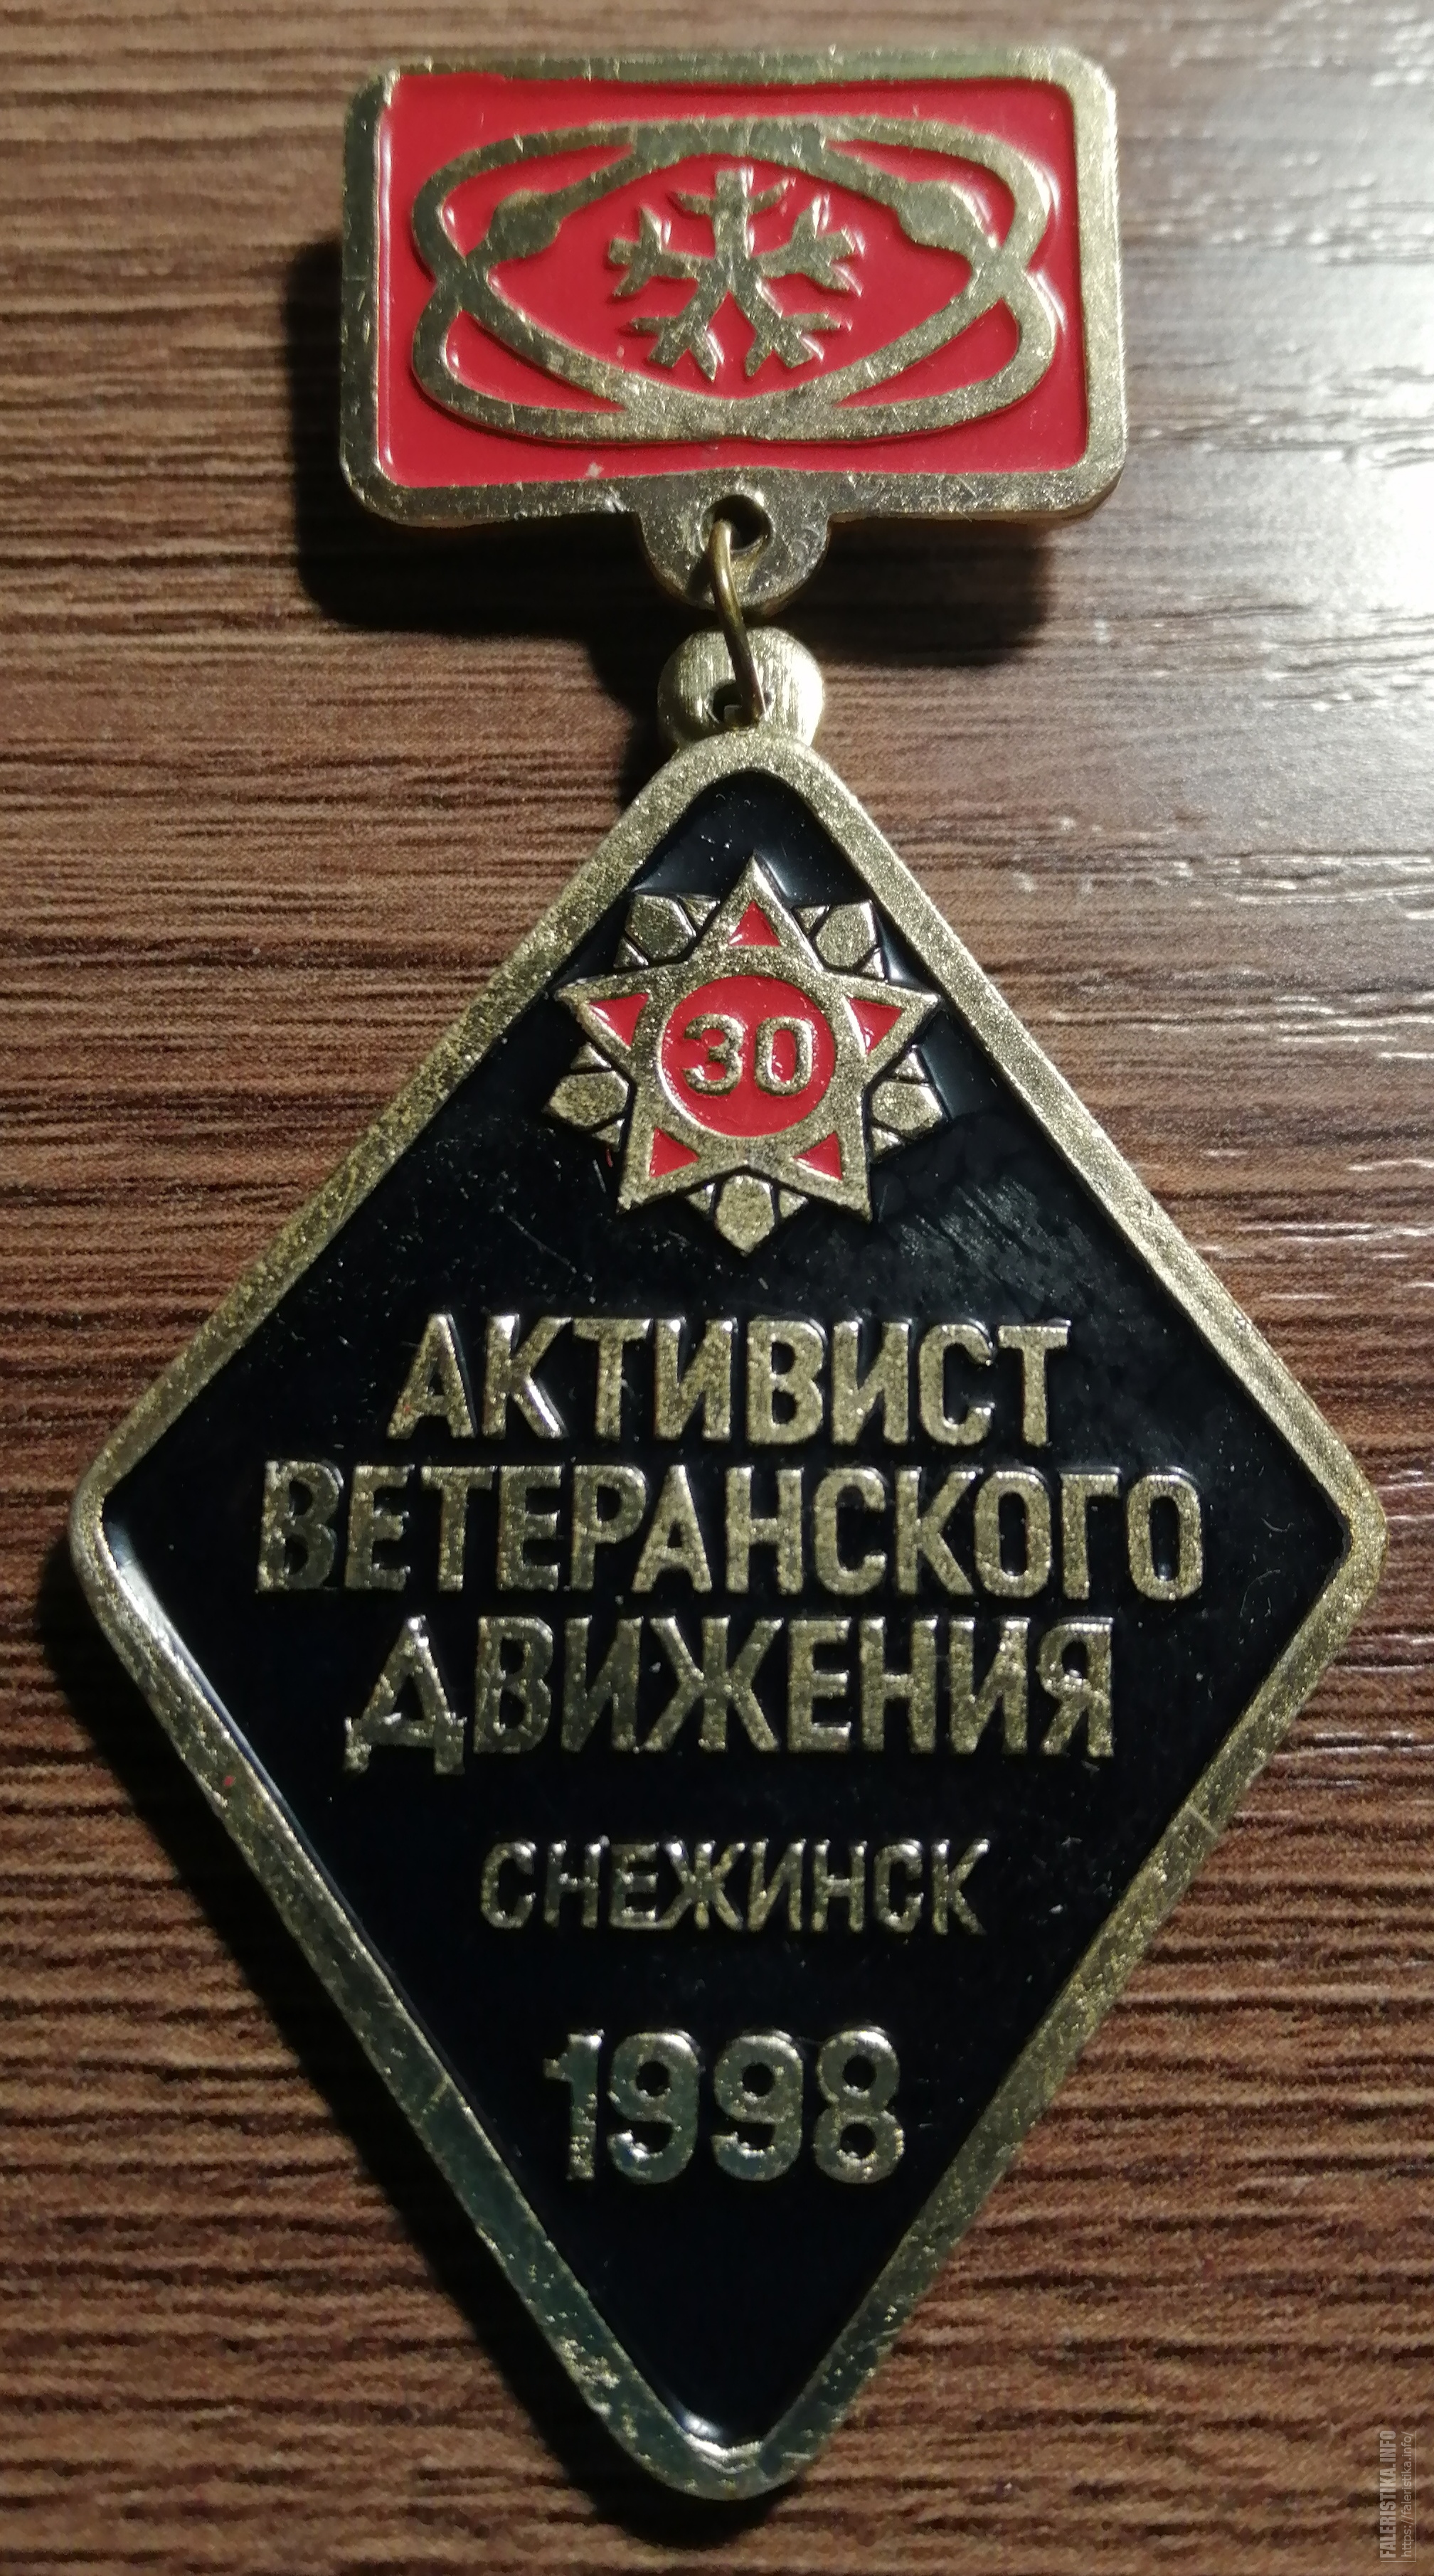 30
АКТИВИСТ
ВЕТЕРАНСКОГО
ДВИЖЕНИЯ
СНЕЖИНСК
1998
FALERISTIKA.INFO
https://faleristika.info/